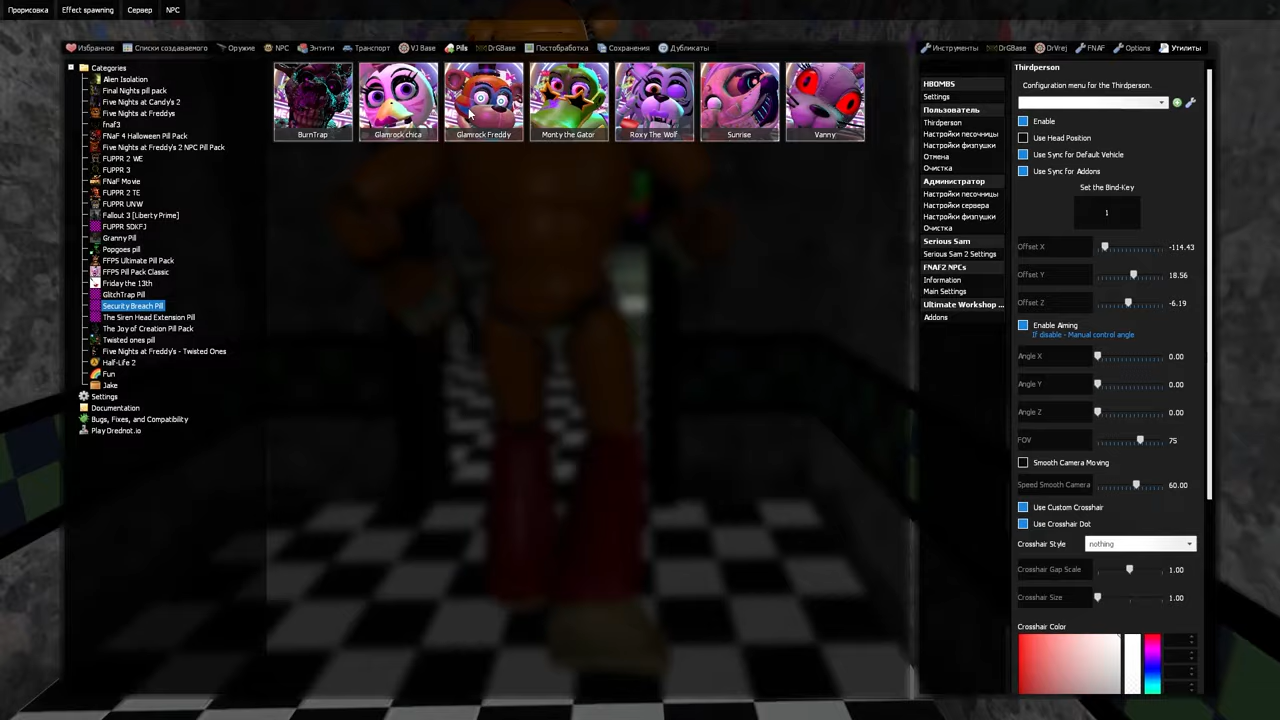 Прорисовка Effect spawning Сервер NPC
Избранное Списки создаваемого Оружие NPC Энтити Транспорт VJ Base Pills DrGBase Постобработка Сохранения Дубликаты
Categories
Alien Isolation
Final Nights pill pack
Five Nights at Candy's 2
Five Nights at Freddys
fnaf3
FNAF 4 Halloween Pill Pack
Five Nights at Freddy's 2 NPC Pill Pack
FUPPR 2 WE
FUPPR 3
FNaF Movie
FUPPR 2 TE
FUPPR UNW
Fallout 3 [Liberty Prime]
FUPPR SDKFJ
Granny Pill
Popgoes pill
FFPS Ultimate Pill Pack
FFPS Pill Pack Classic
Friday the 13th
GlitchTrap Pill
Security Breach Pill
The Siren Head Extension Pill
The Joy of Creation Pill Pack
Twisted ones pill
Five Nights at Freddy's - Twisted Ones
Half-Life 2
Fun
Jake
Settings
Documentation
Bugs, Fixes, and Compatibility
Play Drednot.io
BurnTrap
Glamrock chica
Glamrock Freddy
Monty the Gator
Roxy The Wolf
Sunrise
Vanny
Инструменты DrGBase DrVrej FNAF Options Утилиты
HBOMBS
Settings
Пользователь
Thirdperson
Настройки песочницы
Настройки физпушки
Отмена
Очистка
Администратор
Настройки песочницы
Настройки сервера
Настройки физпушки
Очистка
Serious Sam
Serious Sam 2 Settings
FNAF2 NPCs
Information
Main Settings
Ultimate Workshop ...
Addons
Thirdperson
Configuration menu for the Thirdperson.
Enable
Use Head Position
Use Sync for Default Vehicle
Use Sync for Addons
Set the Bind-Key
1
Offset X -114.43
Offset Y 18.56
Offset Z -6.19
Enable Aiming
If disable - Manual control angle
Angle X 0.00
Angle Y 0.00
Angle Z 0.00
FOV 75
Smooth Camera Moving
Speed Smooth Camera 60.00
Use Custom Crosshair
Use Crosshair Dot
Crosshair Style nothing
Crosshair Gap Scale 1.00
Crosshair Size 1.00
Crosshair Color